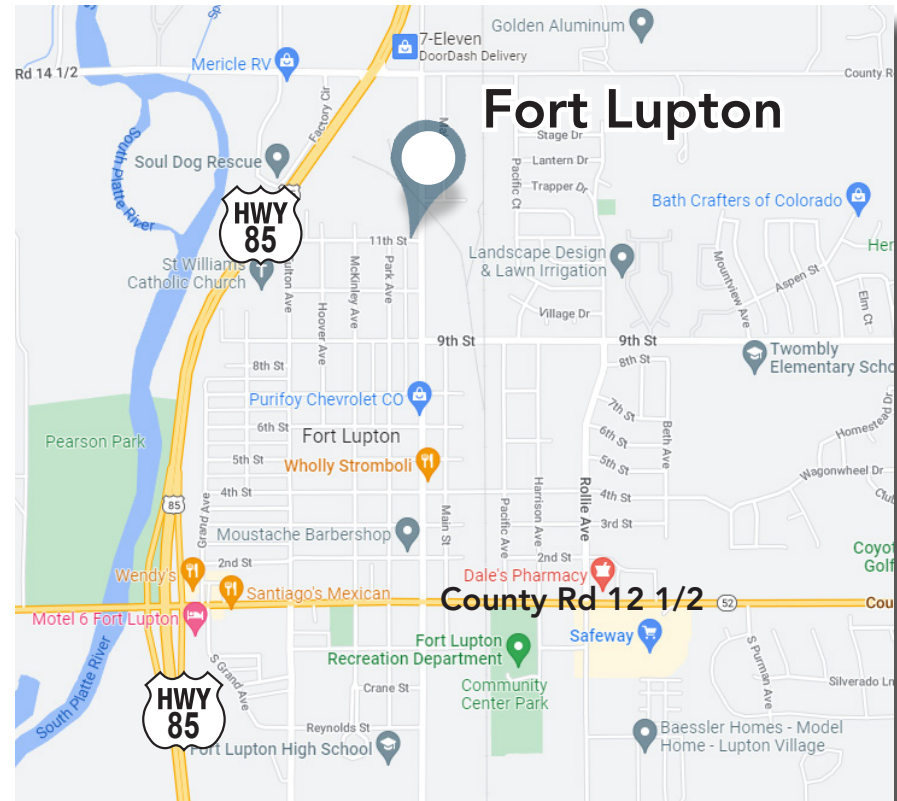 Golden Aluminum
7-Eleven
DoorDash Delivery
Mericle RV
Rd 14 1/2
County R
Fort Lupton
Factory Cir
Stage Dr
Lantern Dr
Trapper Dr
Pacific Ct
South Platte River
Soul Dog Rescue
Bath Crafters of Colorado
HWY
85
11th St
St Williams
Catholic Church
ulton Ave
Hoover Ave
McKinley Ave
Park Ave
Landscape Design
& Lawn Irrigation
Her
Mountview Ave
Aspen St
Elm Ct
Village Dr
9th St
9th St
8th St
8th St
Twombly
Elementary Scho
Purifoy Chevrolet CO
7th St
6th St
6th St
Beth Ave
Homestead Dr
Fort Lupton
Pearson Park
5th St
Wholly Stromboli
5th St
Wagonwheel Dr
Club
4th St
4th St
85
Grand Ave
Main St
Pacific Ave
Harrison Ave
Rollie Ave
3rd St
Moustache Barbershop
2nd St
2nd St
Coyot
Golf
Wendy's
Dale's Pharmacy
Santiago's Mexican
County Rd 12 1/2
52
Cou
Motel 6 Fort Lupton
Safeway
Fort Lupton
Recreation Department
S Purman Ave
South Platte River
S Grand Ave
Crane St
Community
Center Park
Silverado Ln
HWY
85
Reynolds St
Fort Lupton High School
Baessler Homes - Model
Home - Lupton Village